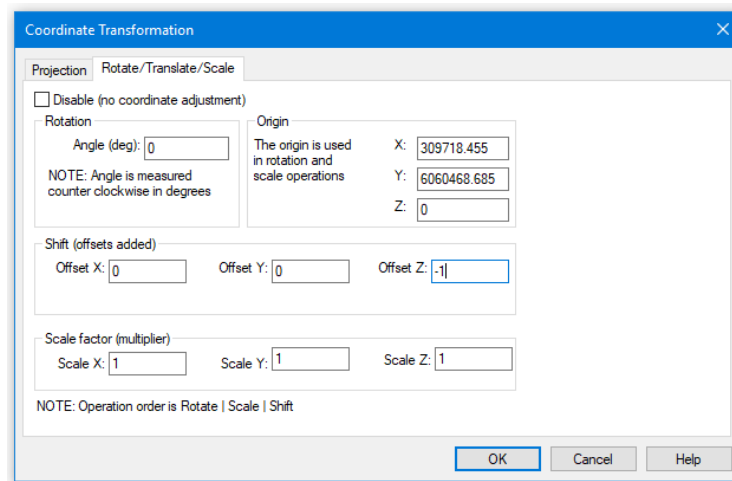 Coordinate Transformation
Projection Rotate/Translate/Scale
Disable (no coordinate adjustment)
Rotation
Angle (deg): 0
NOTE: Angle is measured
counter clockwise in degrees
Origin
The origin is used
in rotation and
scale operations
X: 309718.455
Y: 6060468.685
Z: 0
Shift (offsets added)
Offset X: 0 Offset Y: 0 Offset Z: -1
Scale factor (multiplier)
Scale X: 1 Scale Y: 1 Scale Z: 1
NOTE: Operation order is Rotate | Scale | Shift
OK Cancel Help